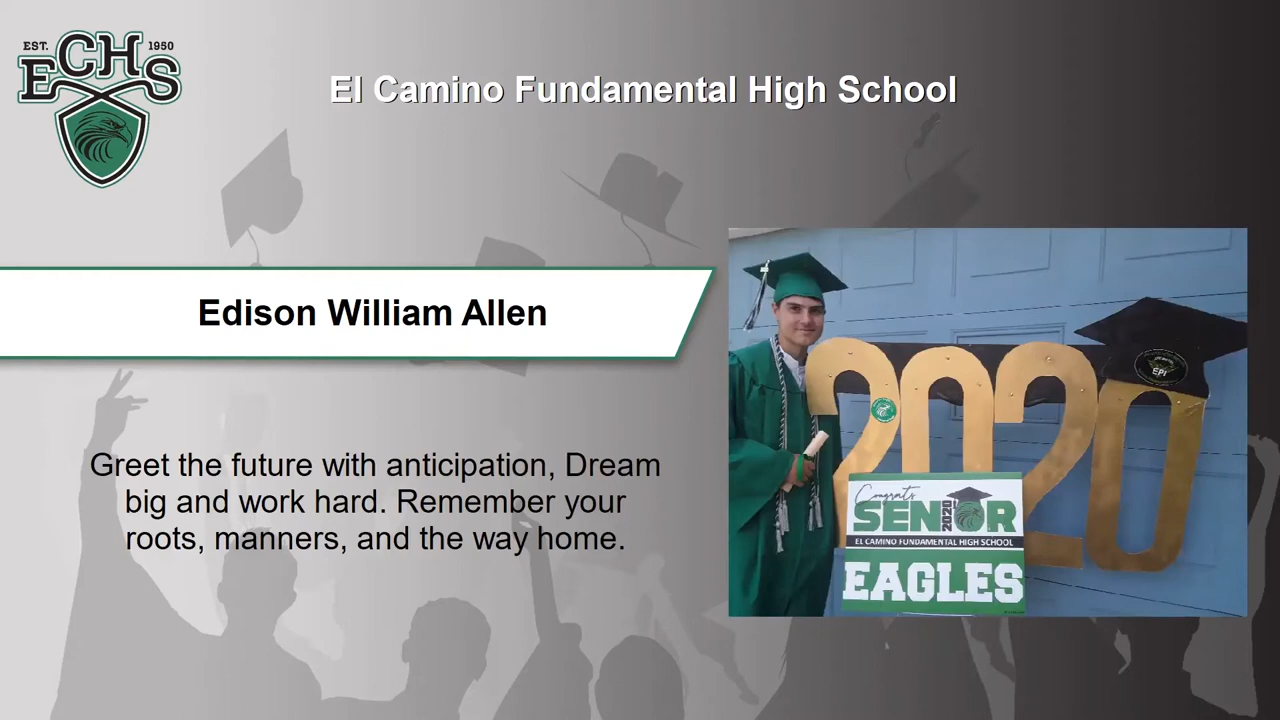 EST. ECHS 1950
El Camino Fundamental High School
Edison William Allen
Greet the future with anticipation, Dream
big and work hard. Remember your
roots, manners, and the way home.
2020
EPI
Congrats
SENIOR
2020
EL CAMINO FUNDAMENTAL HIGH SCHOOL
EAGLES